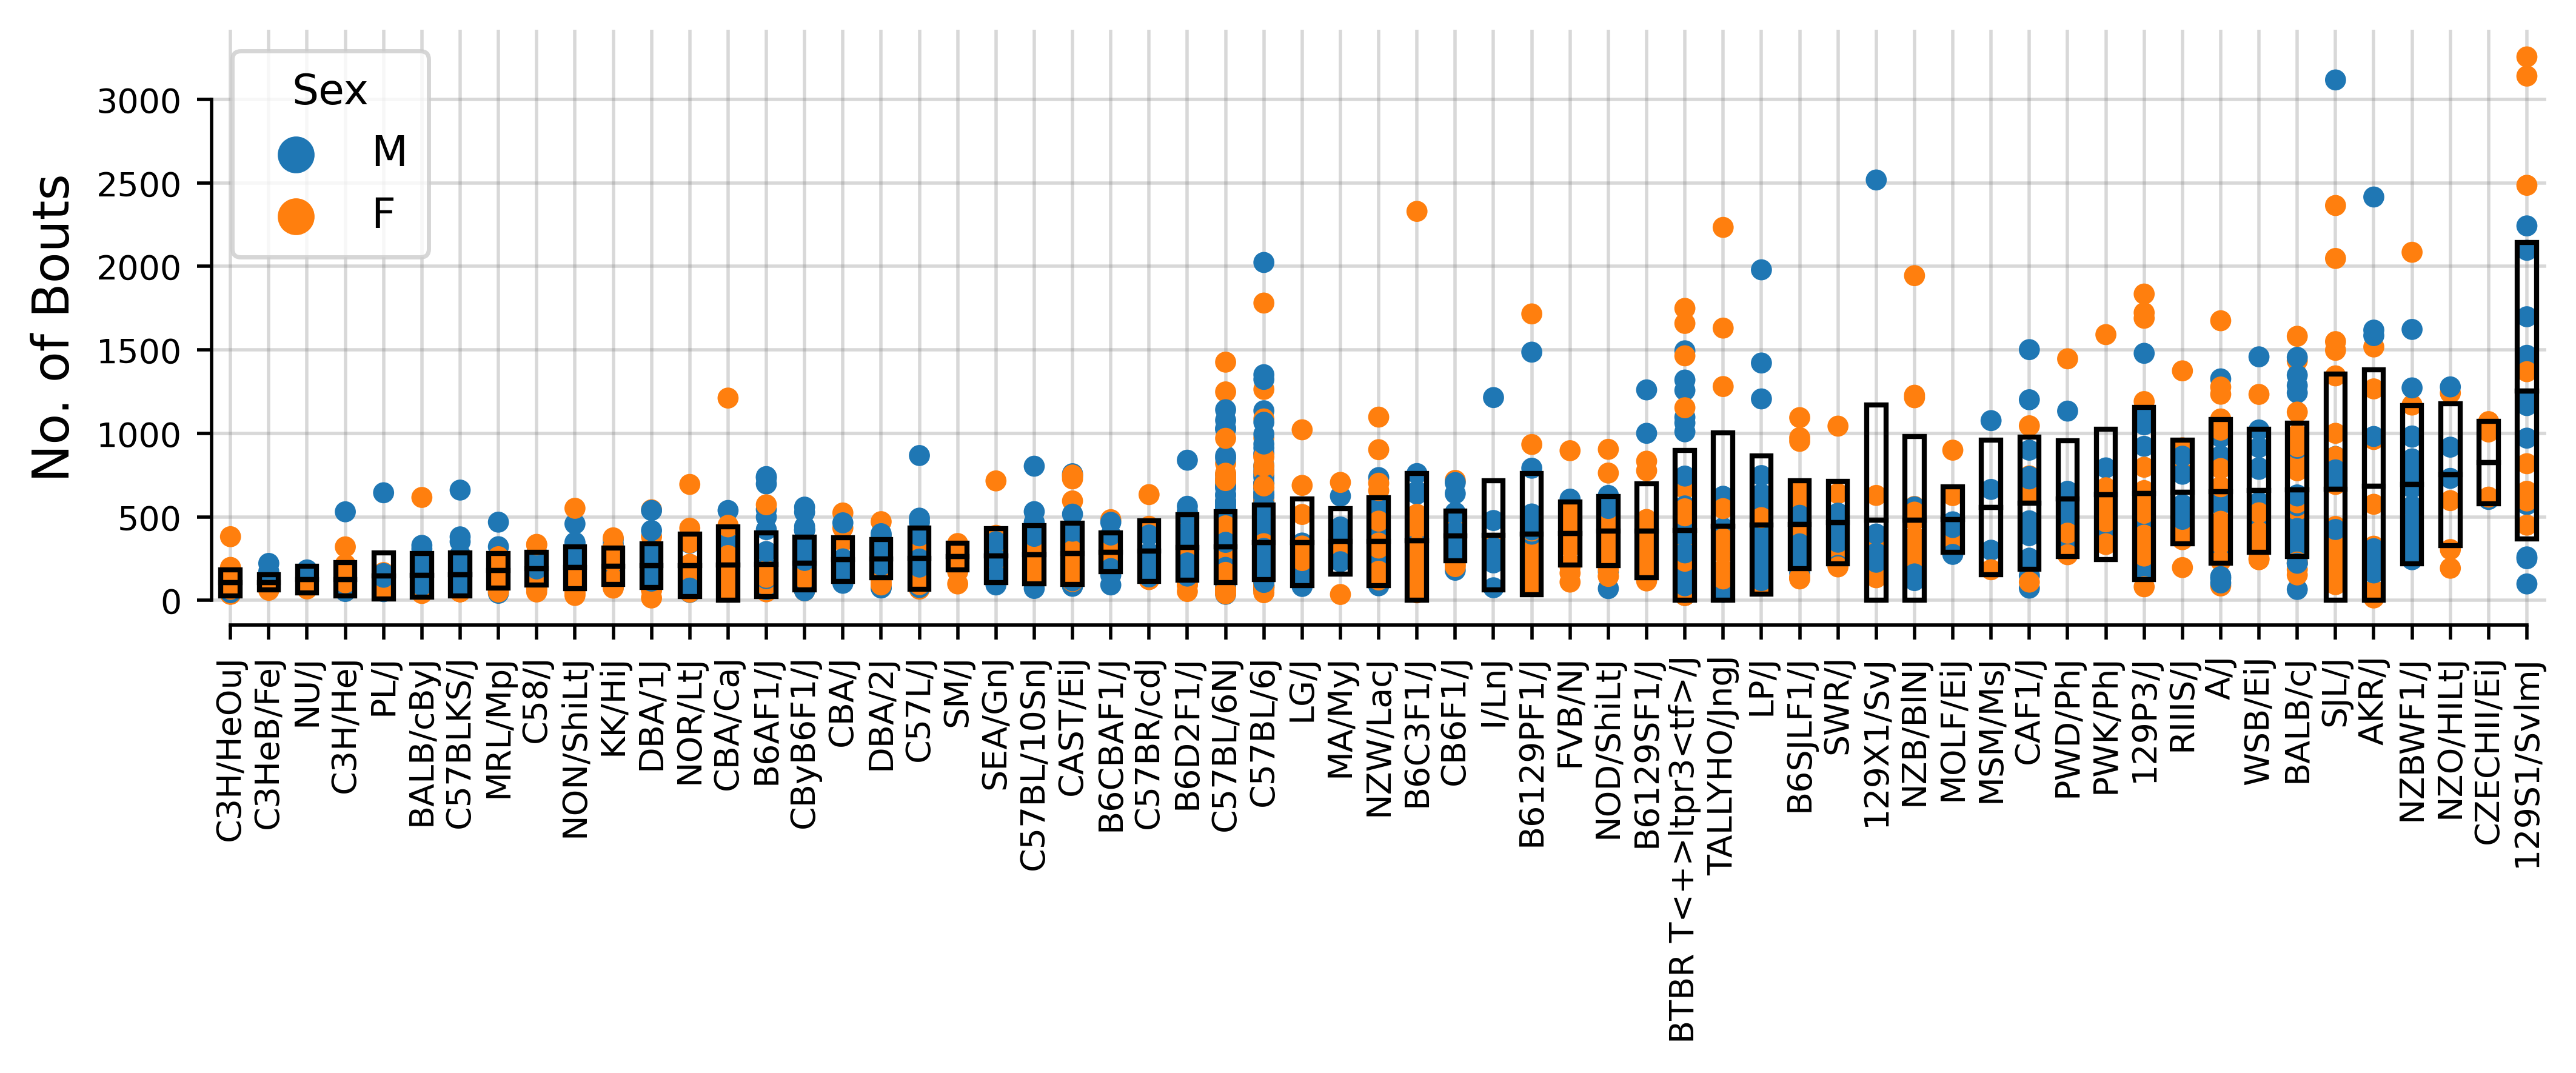 Sex
M
F
No. of Bouts
3000
2500
2000
1500
1000
500
0
C3H/HeOuJ
C3HeB/FeJ
NU/J
C3H/HeJ
PL/J
BALB/cByJ
C57BLKS/J
MRL/MpJ
C58/J
NON/ShiLtJ
KK/HiJ
DBA/1J
NOR/LtJ
CBA/CaJ
B6AF1/J
CByB6F1/J
CBA/J
DBA/2J
C57L/J
SM/J
SEA/GnJ
C57BL/10SnJ
CAST/EiJ
B6CBAF1/J
C57BR/cdJ
B6D2F1/J
C57BL/6NJ
C57BL/6J
LG/J
MA/MyJ
NZW/LacJ
B6C3F1/J
CB6F1/J
I/LnJ
B6129PF1/J
FVB/NJ
NOD/ShiLtJ
B6129SF1/J
BTBR T<+>ltpr3<tf>/J
TALLYHO/JngJ
LP/J
B6SJLF1/J
SWR/J
129X1/SvJ
NZB/BlNJ
MOLF/EiJ
MSM/MsJ
CAF1/J
PWD/PhJ
PWK/PhJ
129P3/J
RIIIS/J
A/J
WSB/EiJ
BALB/cJ
SJL/J
AKR/J
NZBWF1/J
NZO/HlLtJ
CZECHII/EiJ
129S1/SvImJ